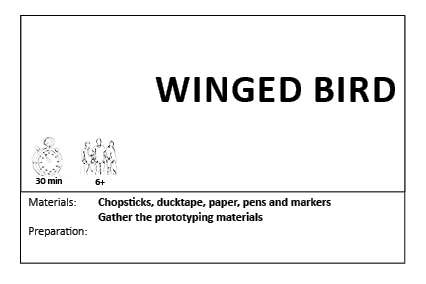 WINGED BIRD
30 min 6+
Materials: Chopsticks, ducktape, paper, pens and markers
Gather the prototyping materials
Preparation: